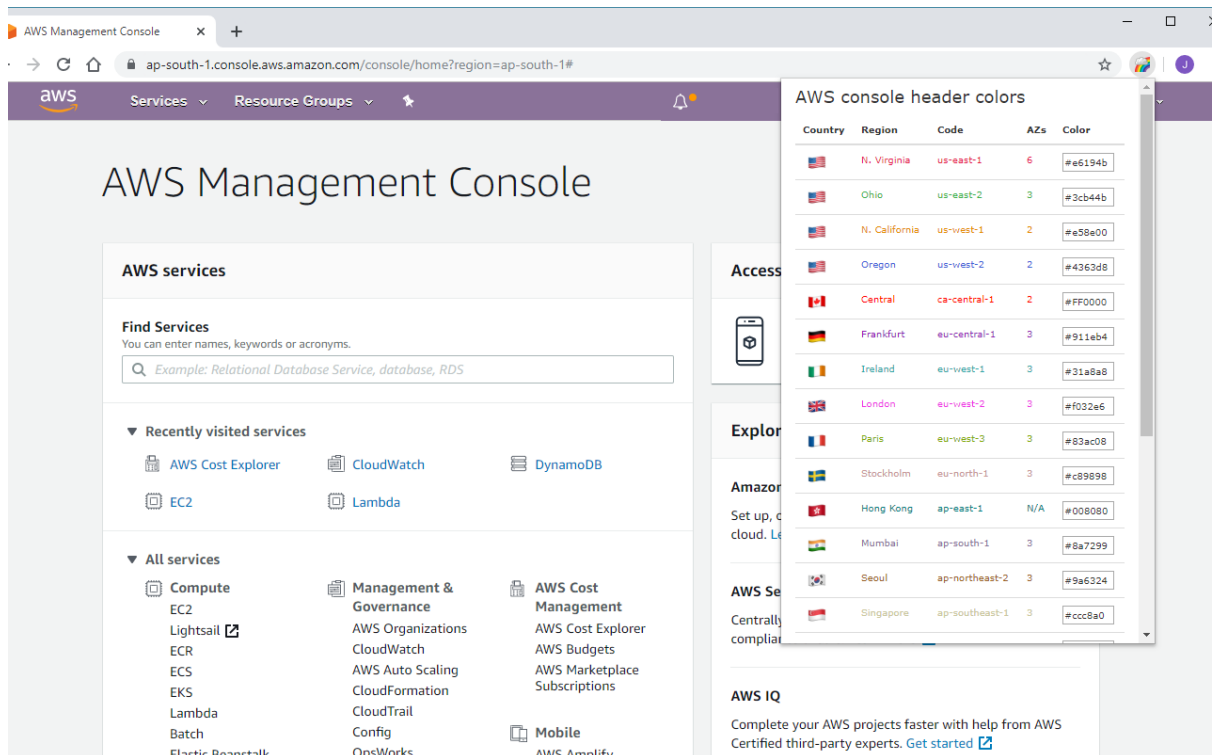 AWS Management Console
ap-south-1.console.aws.amazon.com/console/home?region=ap-south-1#
J
aws
Services
Resource Groups
AWS Management Console
AWS services
Find Services
You can enter names, keywords or acronyms.
Example: Relational Database Service, database, RDS
Recently visited services
AWS Cost Explorer CloudWatch DynamoDB
EC2 Lambda
All services
Compute
EC2
Lightsail
ECR
ECS
EKS
Lambda
Batch
Elastic Beanstalk
Management &
Governance
AWS Organizations
CloudWatch
AWS Auto Scaling
CloudFormation
CloudTrail
Config
OpsWorks
AWS Cost
Management
AWS Cost Explorer
AWS Budgets
AWS Marketplace
Subscriptions
Mobile
AWS Amplify
Access
Explor
Amazon
Set up,
cloud.
AWS Se
Centrally
complia
AWS IQ
Complete your AWS projects faster with help from AWS
Certified third-party experts. Get started
AWS console header colors
Country Region Code AZs Color
N. Virginia us-east-1 6 #e6194b
Ohio us-east-2 3 #3cb44b
N. California us-west-1 2 #e58e00
Oregon us-west-2 2 #4363d8
Central ca-central-1 2 #FF0000
Frankfurt eu-central-1 3 #911eb4
Ireland eu-west-1 3 #31a8a8
London eu-west-2 3 #f032e6
Paris eu-west-3 3 #83ac08
Stockholm eu-north-1 3 #c89898
Hong Kong ap-east-1 N/A #008080
Mumbai ap-south-1 3 #8a7299
Seoul ap-northeast-2 3 #9a6324
Singapore ap-southeast-1 3 #ccc8a0